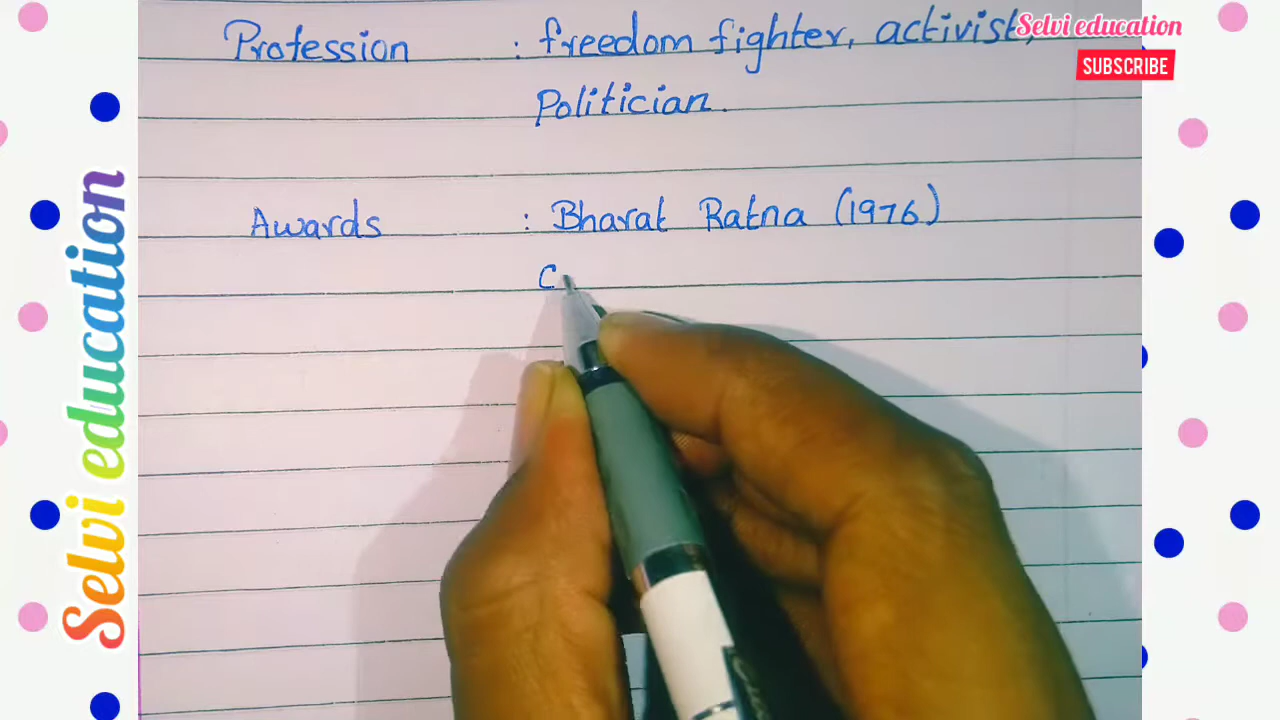 Selvi education
SUBSCRIBE
Profession : freedom fighter, activist,
Politician.
Awards : Bharat Ratna (1976)
C
Selvi education